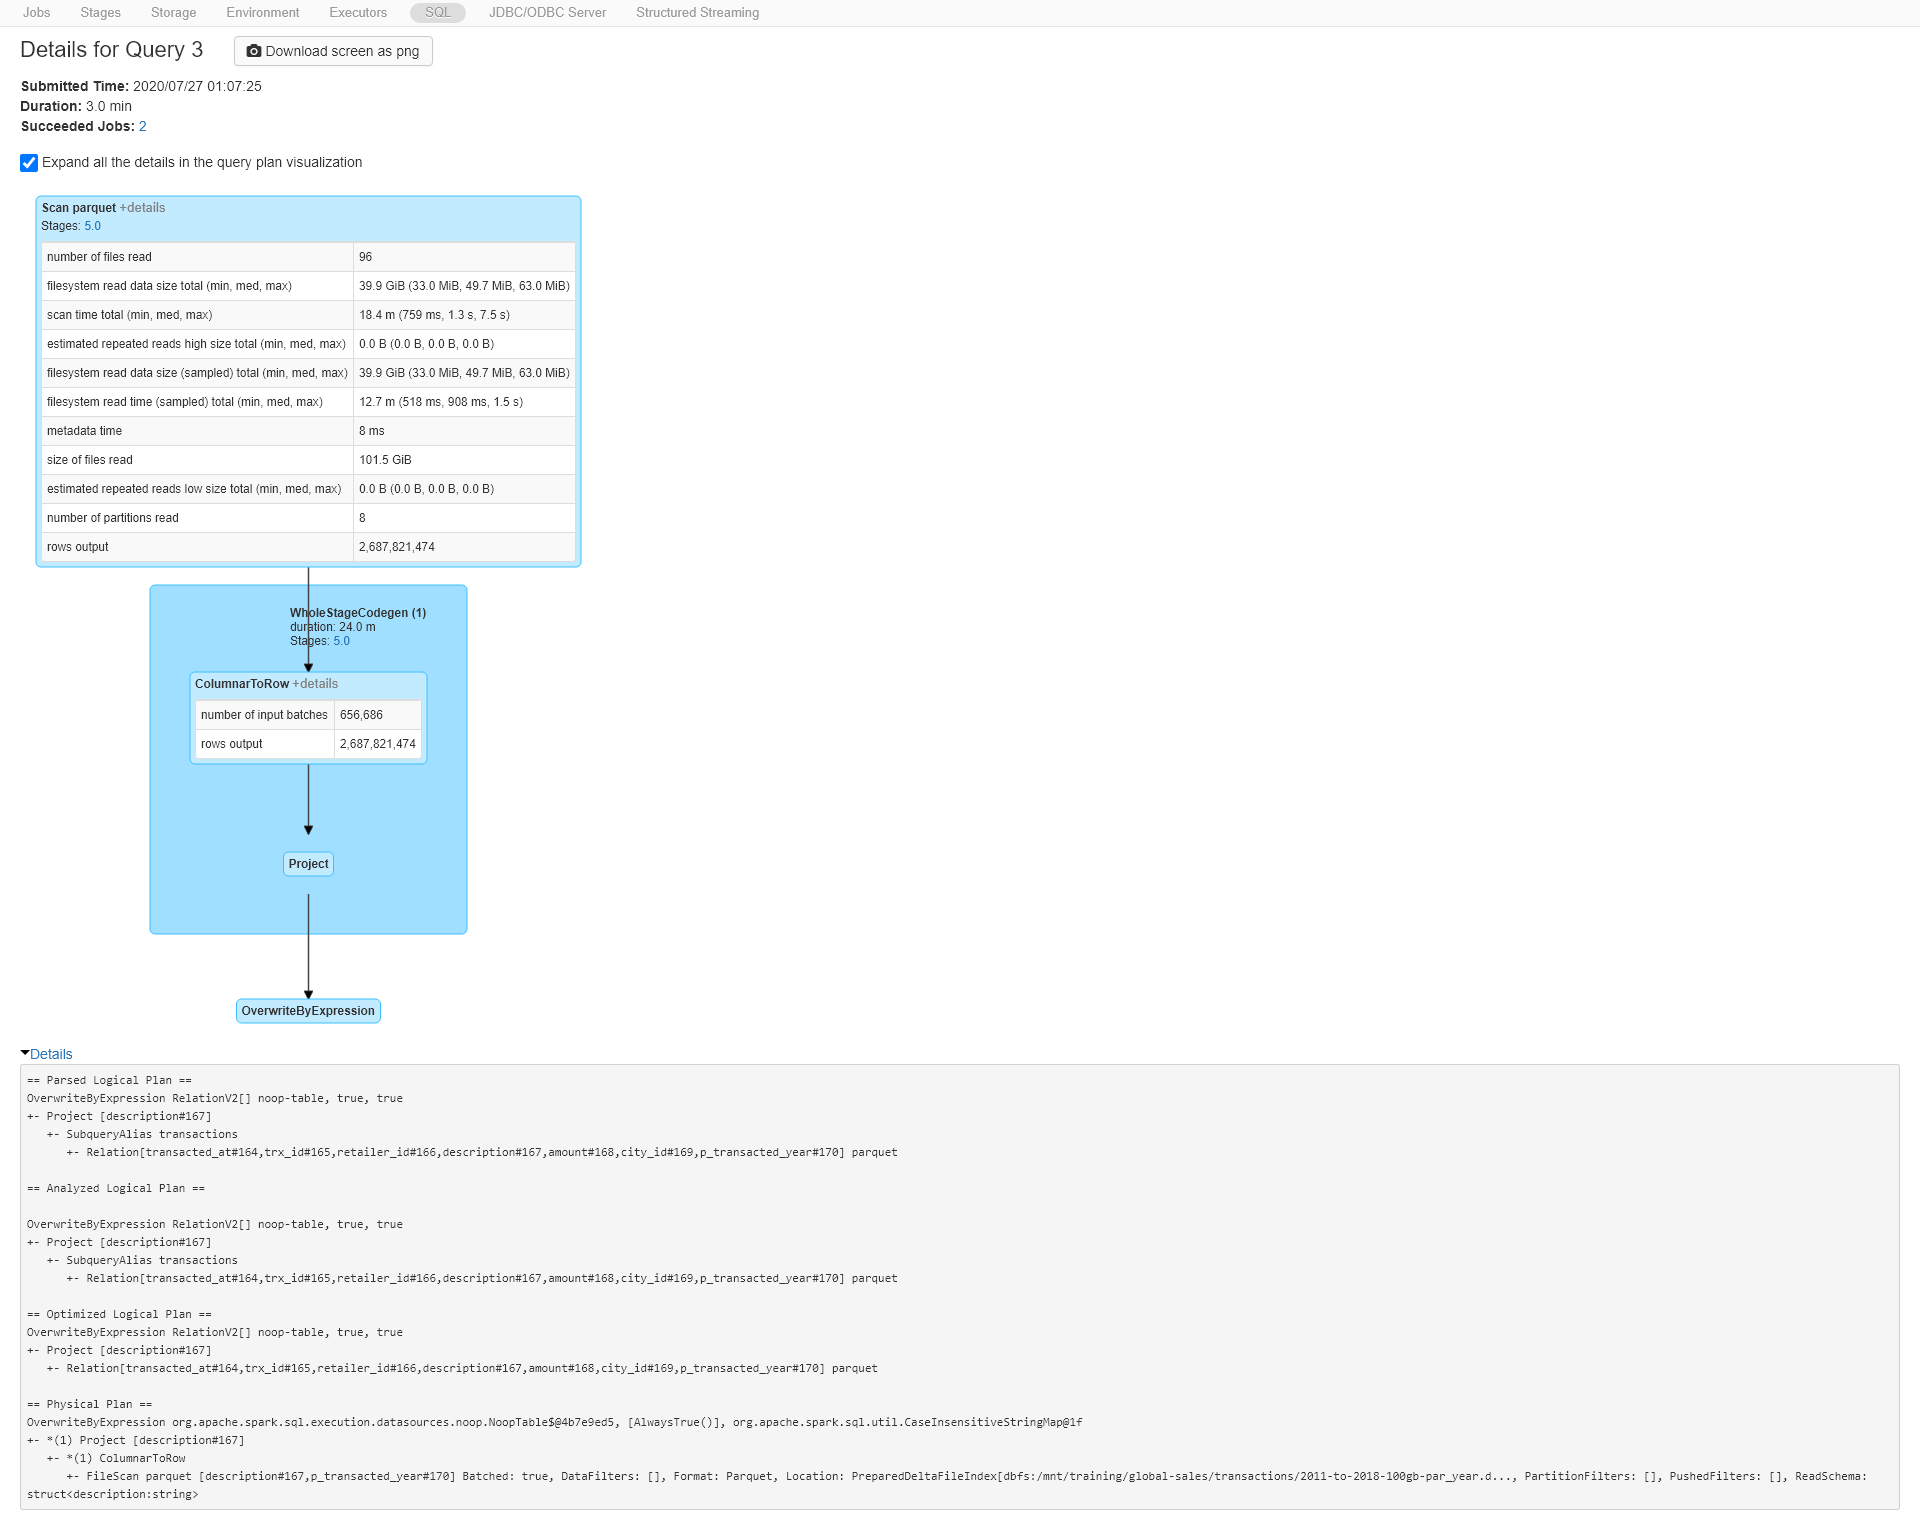 Jobs Stages Storage Environment Executors SQL JDBC/ODBC Server Structured Streaming
Details for Query 3 Download screen as png
Submitted Time: 2020/07/27 01:07:25
Duration: 3.0 min
Succeeded Jobs: 2
Expand all the details in the query plan visualization
Scan parquet +details
Stages: 5.0
number of files read 96
filesystem read data size total (min, med, max) 39.9 GiB (33.0 MiB, 49.7 MiB, 63.0 MiB)
scan time total (min, med, max) 18.4 m (759 ms, 1.3 s, 7.5 s)
estimated repeated reads high size total (min, med, max) 0.0 B (0.0 B, 0.0 B, 0.0 B)
filesystem read data size (sampled) total (min, med, max) 39.9 GiB (33.0 MiB, 49.7 MiB, 63.0 MiB)
filesystem read time (sampled) total (min, med, max) 12.7 m (518 ms, 908 ms, 1.5 s)
metadata time 8 ms
size of files read 101.5 GiB
estimated repeated reads low size total (min, med, max) 0.0 B (0.0 B, 0.0 B, 0.0 B)
number of partitions read 8
rows output 2,687,821,474
WholeStageCodegen (1)
duration: 24.0 m
Stages: 5.0
ColumnarToRow +details
number of input batches 656,686
rows output 2,687,821,474
Project
OverwriteByExpression
Details
== Parsed Logical Plan ==
OverwriteByExpression RelationV2[] noop-table, true, true
+- Project [description#167]
   +- SubqueryAlias transactions
      +- Relation[transacted_at#164,trx_id#165,retailer_id#166,description#167,amount#168,city_id#169,p_transacted_year#170] parquet
== Analyzed Logical Plan ==
OverwriteByExpression RelationV2[] noop-table, true, true
+- Project [description#167]
   +- SubqueryAlias transactions
      +- Relation[transacted_at#164,trx_id#165,retailer_id#166,description#167,amount#168,city_id#169,p_transacted_year#170] parquet
== Optimized Logical Plan ==
OverwriteByExpression RelationV2[] noop-table, true, true
+- Project [description#167]
   +- Relation[transacted_at#164,trx_id#165,retailer_id#166,description#167,amount#168,city_id#169,p_transacted_year#170] parquet
== Physical Plan ==
OverwriteByExpression org.apache.spark.sql.execution.datasources.noop.NoopTable$@4b7e9ed5, [AlwaysTrue()], org.apache.spark.sql.util.CaseInsensitiveStringMap@1f
+- *(1) Project [description#167]
   +- *(1) ColumnarToRow
      +- FileScan parquet [description#167,p_transacted_year#170] Batched: true, DataFilters: [], Format: Parquet, Location: PreparedDeltaFileIndex[dbfs:/mnt/training/global-sales/transactions/2011-to-2018-100gb-par_year.d..., PartitionFilters: [], PushedFilters: [], ReadSchema:
struct<description:string>